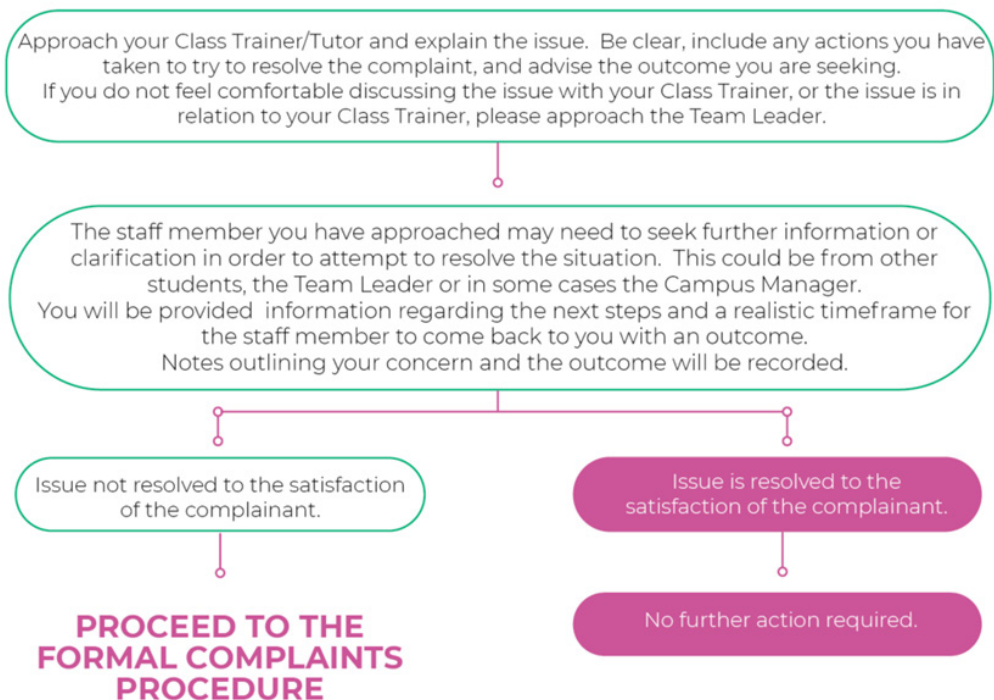 Approach your Class Trainer/Tutor and explain the issue. Be clear, include any actions you have
taken to try to resolve the complaint, and advise the outcome you are seeking.
If you do not feel comfortable discussing the issue with your Class Trainer, or the issue is in
relation to your Class Trainer, please approach the Team Leader.
The staff member you have approached may need to seek further information or
clarification in order to attempt to resolve the situation. This could be from other
students, the Team Leader or in some cases the Campus Manager.
You will be provided information regarding the next steps and a realistic timeframe for
the staff member to come back to you with an outcome.
Notes outlining your concern and the outcome will be recorded.
Issue not resolved to the satisfaction
of the complainant.
PROCEED TO THE
FORMAL COMPLAINTS
PROCEDURE
Issue is resolved to the
satisfaction of the complainant.
No further action required.